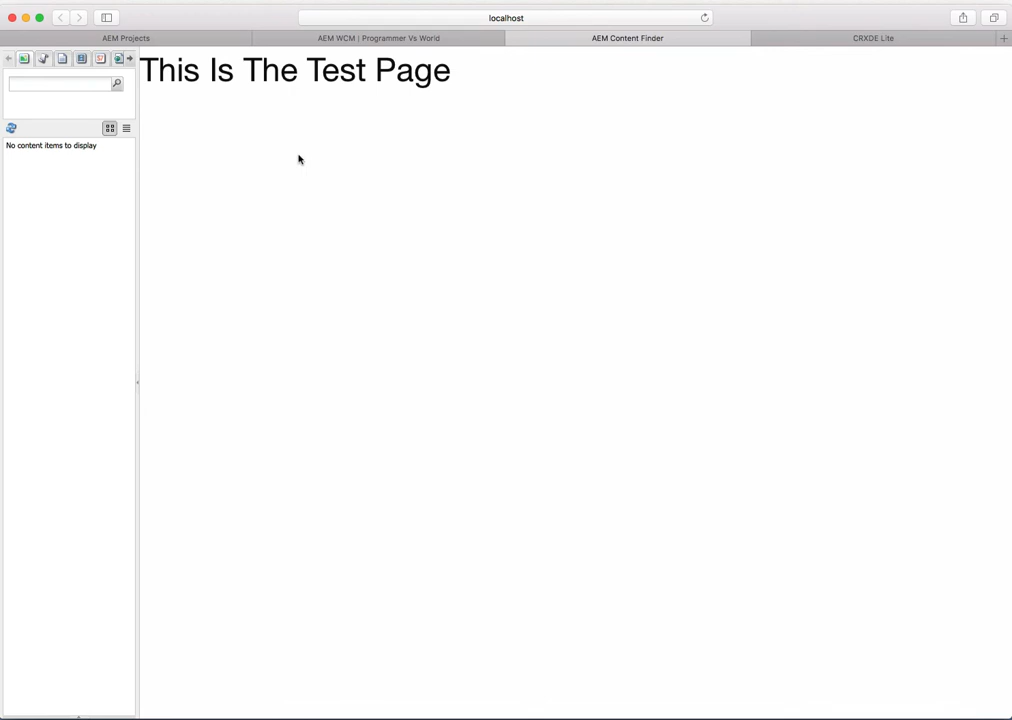 localhost
AEM Projects
AEM WCM | Programmer Vs World
AEM Content Finder
CRXDE Lite
This Is The Test Page
No content items to display